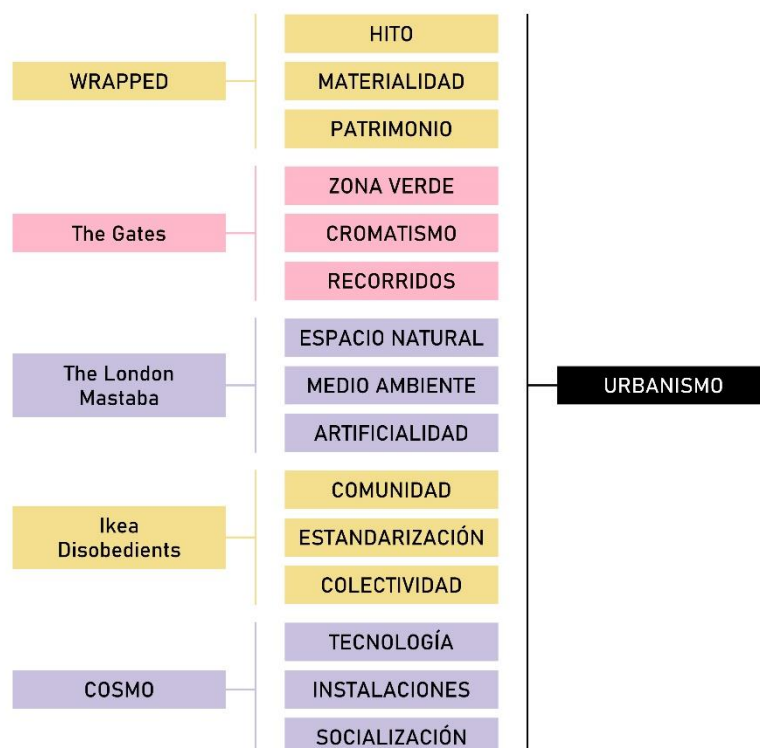 WRAPPED
HITO
MATERIALIDAD
PATRIMONIO
The Gates
ZONA VERDE
CROMATISMO
RECORRIDOS
The London
Mastaba
ESPACIO NATURAL
MEDIO AMBIENTE
ARTIFICIALIDAD
Ikea
Disobedients
COMUNIDAD
ESTANDARIZACIÓN
COLECTIVIDAD
COSMO
TECNOLOGÍA
INSTALACIONES
SOCIALIZACIÓN
URBANISMO